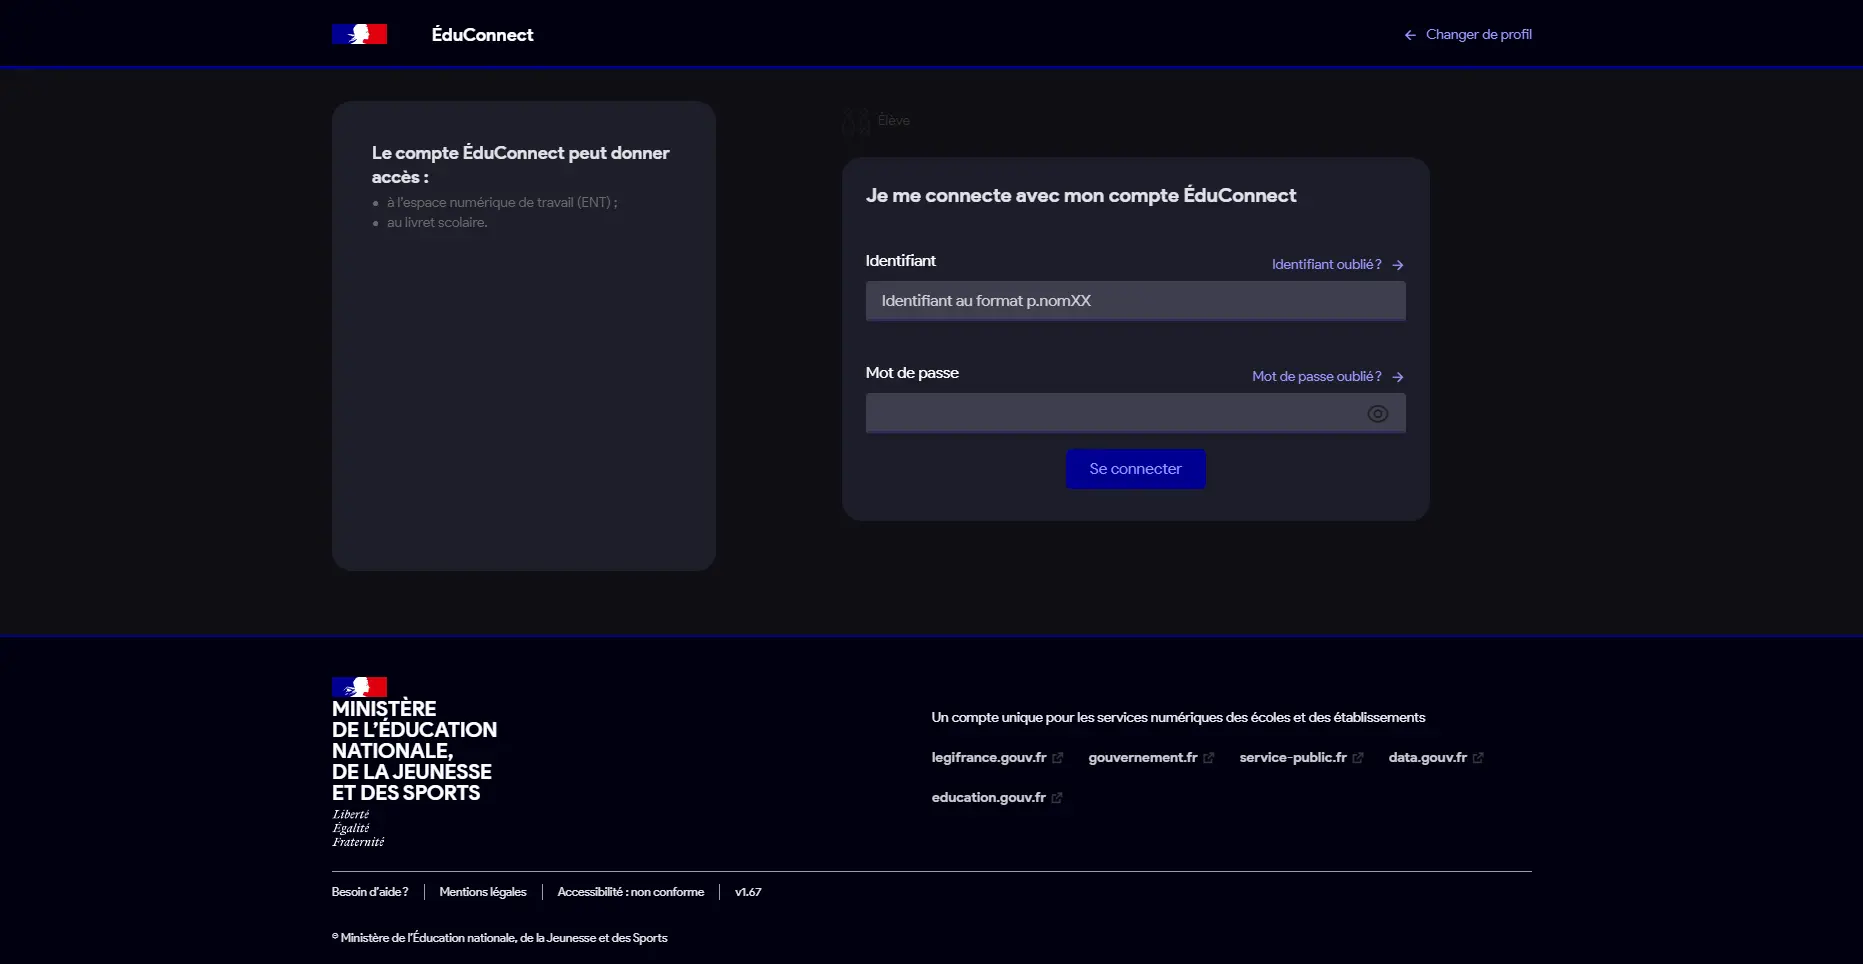 ÉduConnect
Changer de profil
Le compte ÉduConnect peut donner
accès :
à l'espace numérique de travail (ENT) ;
au livret scolaire.
Élève
Je me connecte avec mon compte ÉduConnect
Identifiant
Identifiant oublié ?
Identifiant au format p.nomXX
Mot de passe
Mot de passe oublié ?
Se connecter
MINISTÈRE
DE L'ÉDUCATION
NATIONALE,
DE LA JEUNESSE
ET DES SPORTS
Liberté
Égalité
Fraternité
Un compte unique pour les services numériques des écoles et des établissements
legifrance.gouv.fr gouvernement.fr service-public.fr data.gouv.fr
education.gouv.fr
Besoin d'aide ? Mentions légales Accessibilité : non conforme v1.67
© Ministère de l'Éducation nationale, de la Jeunesse et des Sports